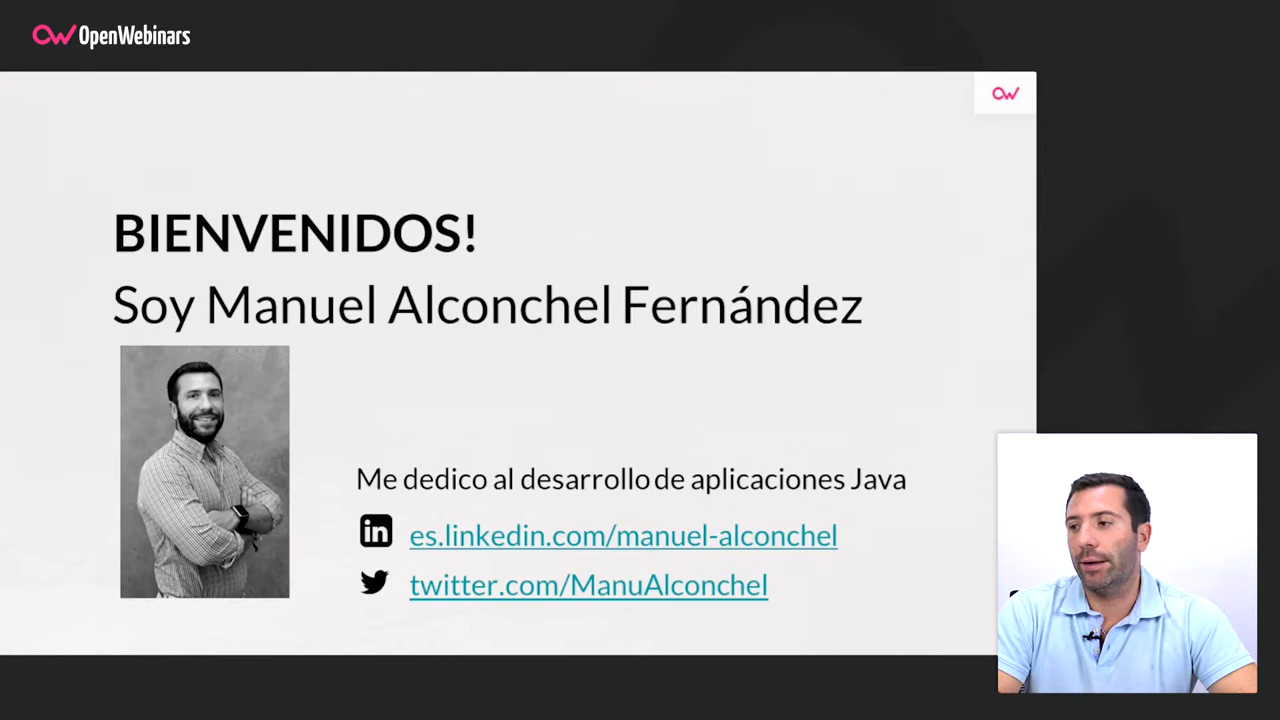 OpenWebinars
BIENVENIDOS!
Soy Manuel Alconchel Fernández
Me dedico al desarrollo de aplicaciones Java
in es.linkedin.com/manuel-alconchel
twitter.com/ManuAlconchel